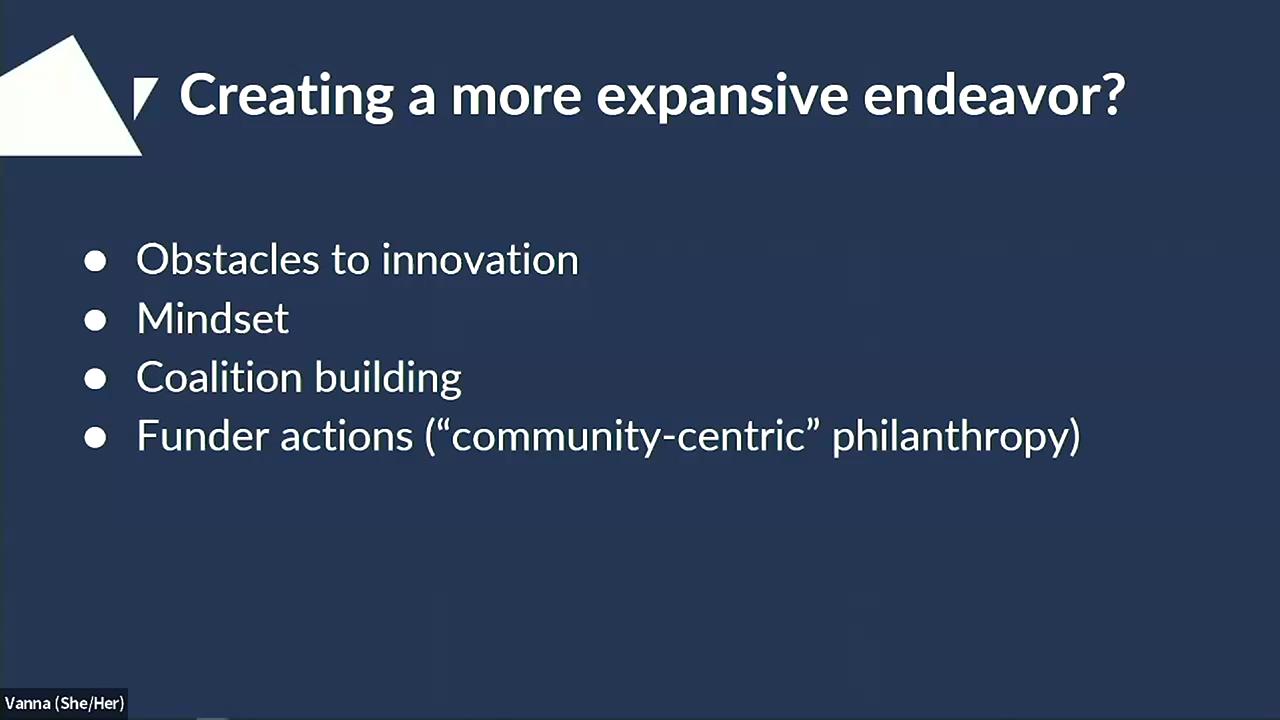 Creating a more expansive endeavor?
● Obstacles to innovation
● Mindset
● Coalition building
● Funder actions (“community-centric” philanthropy)
Vanna (She/Her)